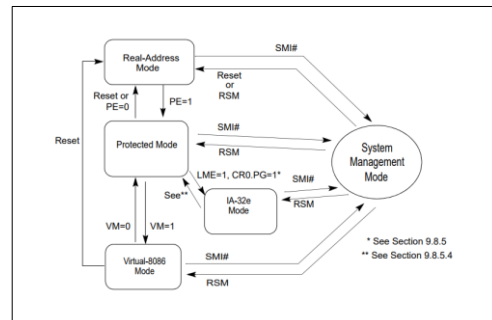 SMI#
Real-Address
Mode
Reset
or
RSM
Reset or
PE=0
PE=1
SMI#
Reset
Protected Mode
RSM
System
Management
Mode
LME=1, CR0.PG=1*
SMI#
See**
IA-32e
Mode
RSM
VM=0
VM=1
* See Section 9.8.5
** See Section 9.8.5.4
Virtual-8086
Mode
SMI#
RSM